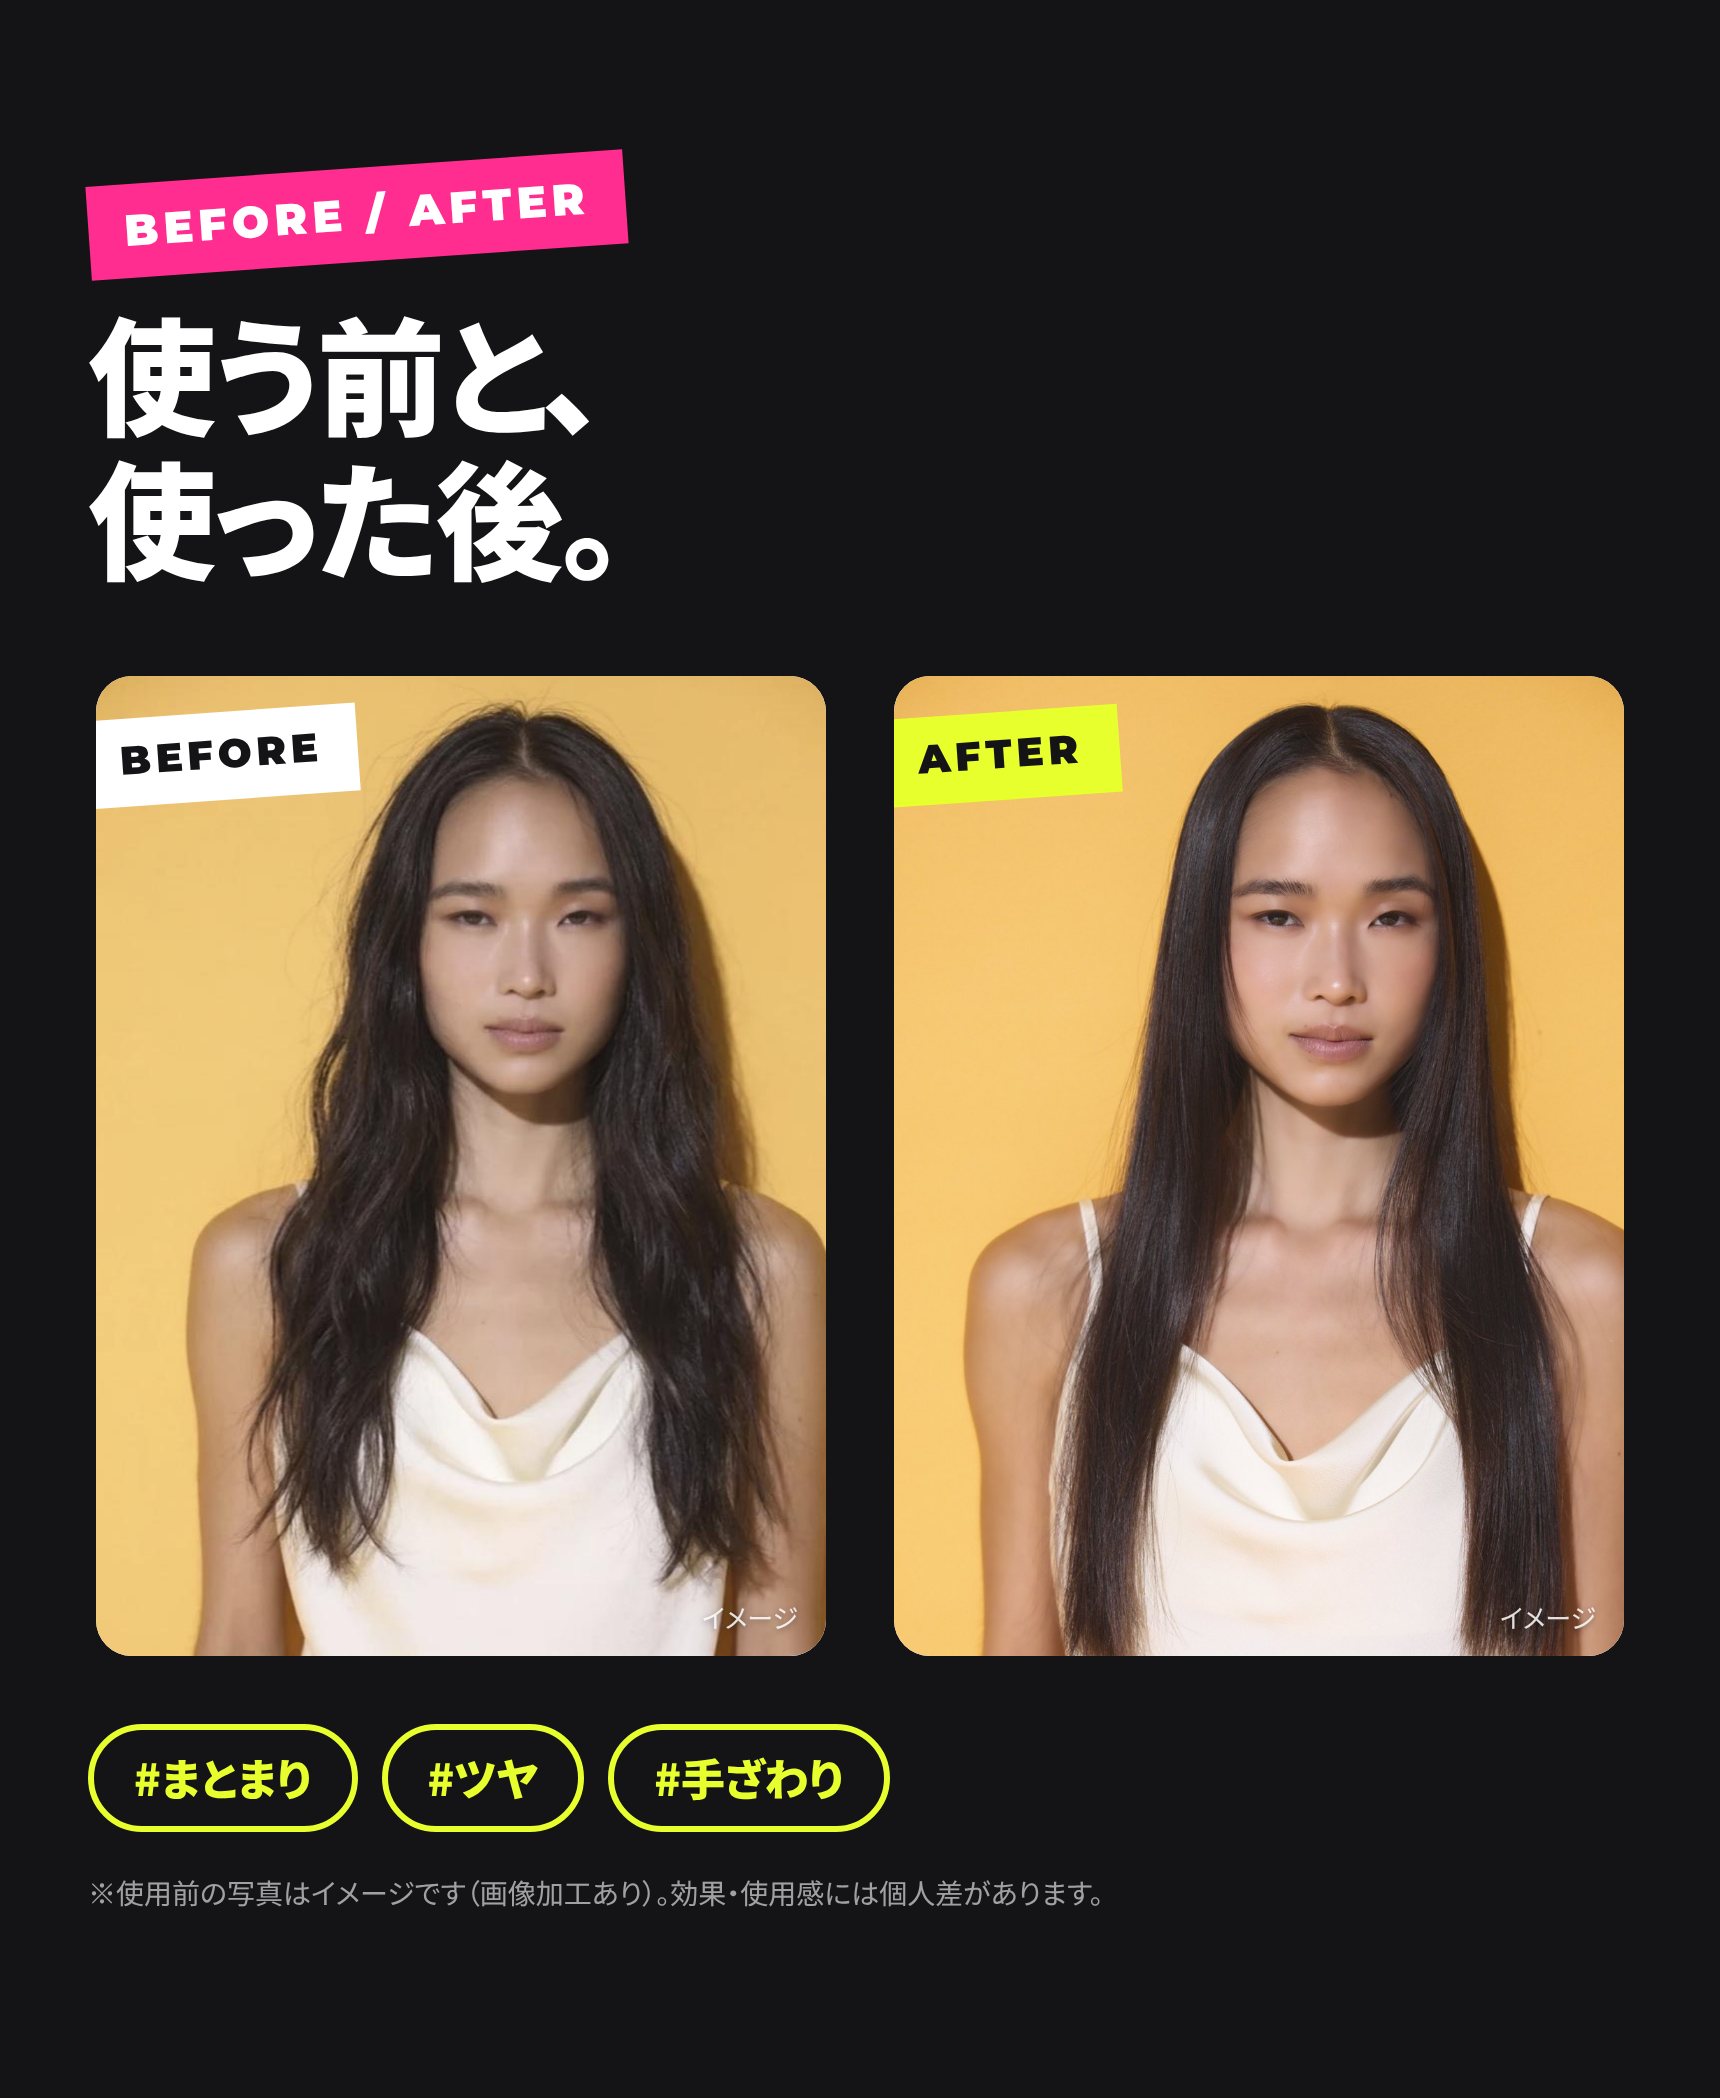 BEFORE / AFTER
使う前と、
使った後。
BEFORE
AFTER
イメージ
イメージ
#まとまり
#ツヤ
#手ざわり
※使用前の写真はイメージです(画像加工あり)。効果・使用感には個人差があります。